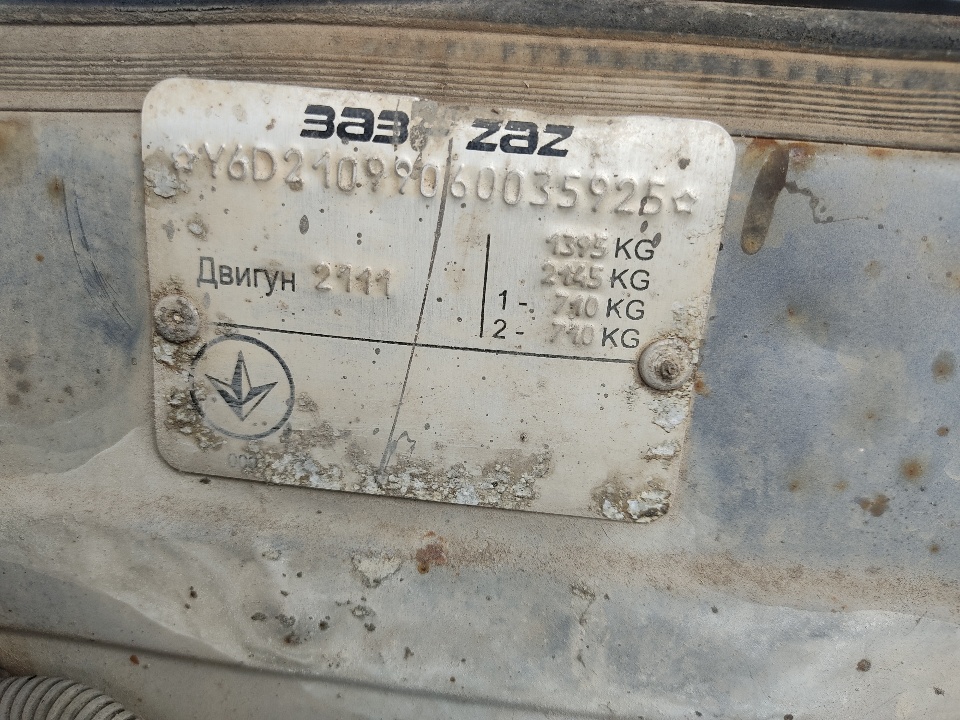 ЗАЗ zaz
☆Y6D21099060035925☆
1395 KG
Двигун 2111 2145 KG
1 - 710 KG
2 - 710 KG